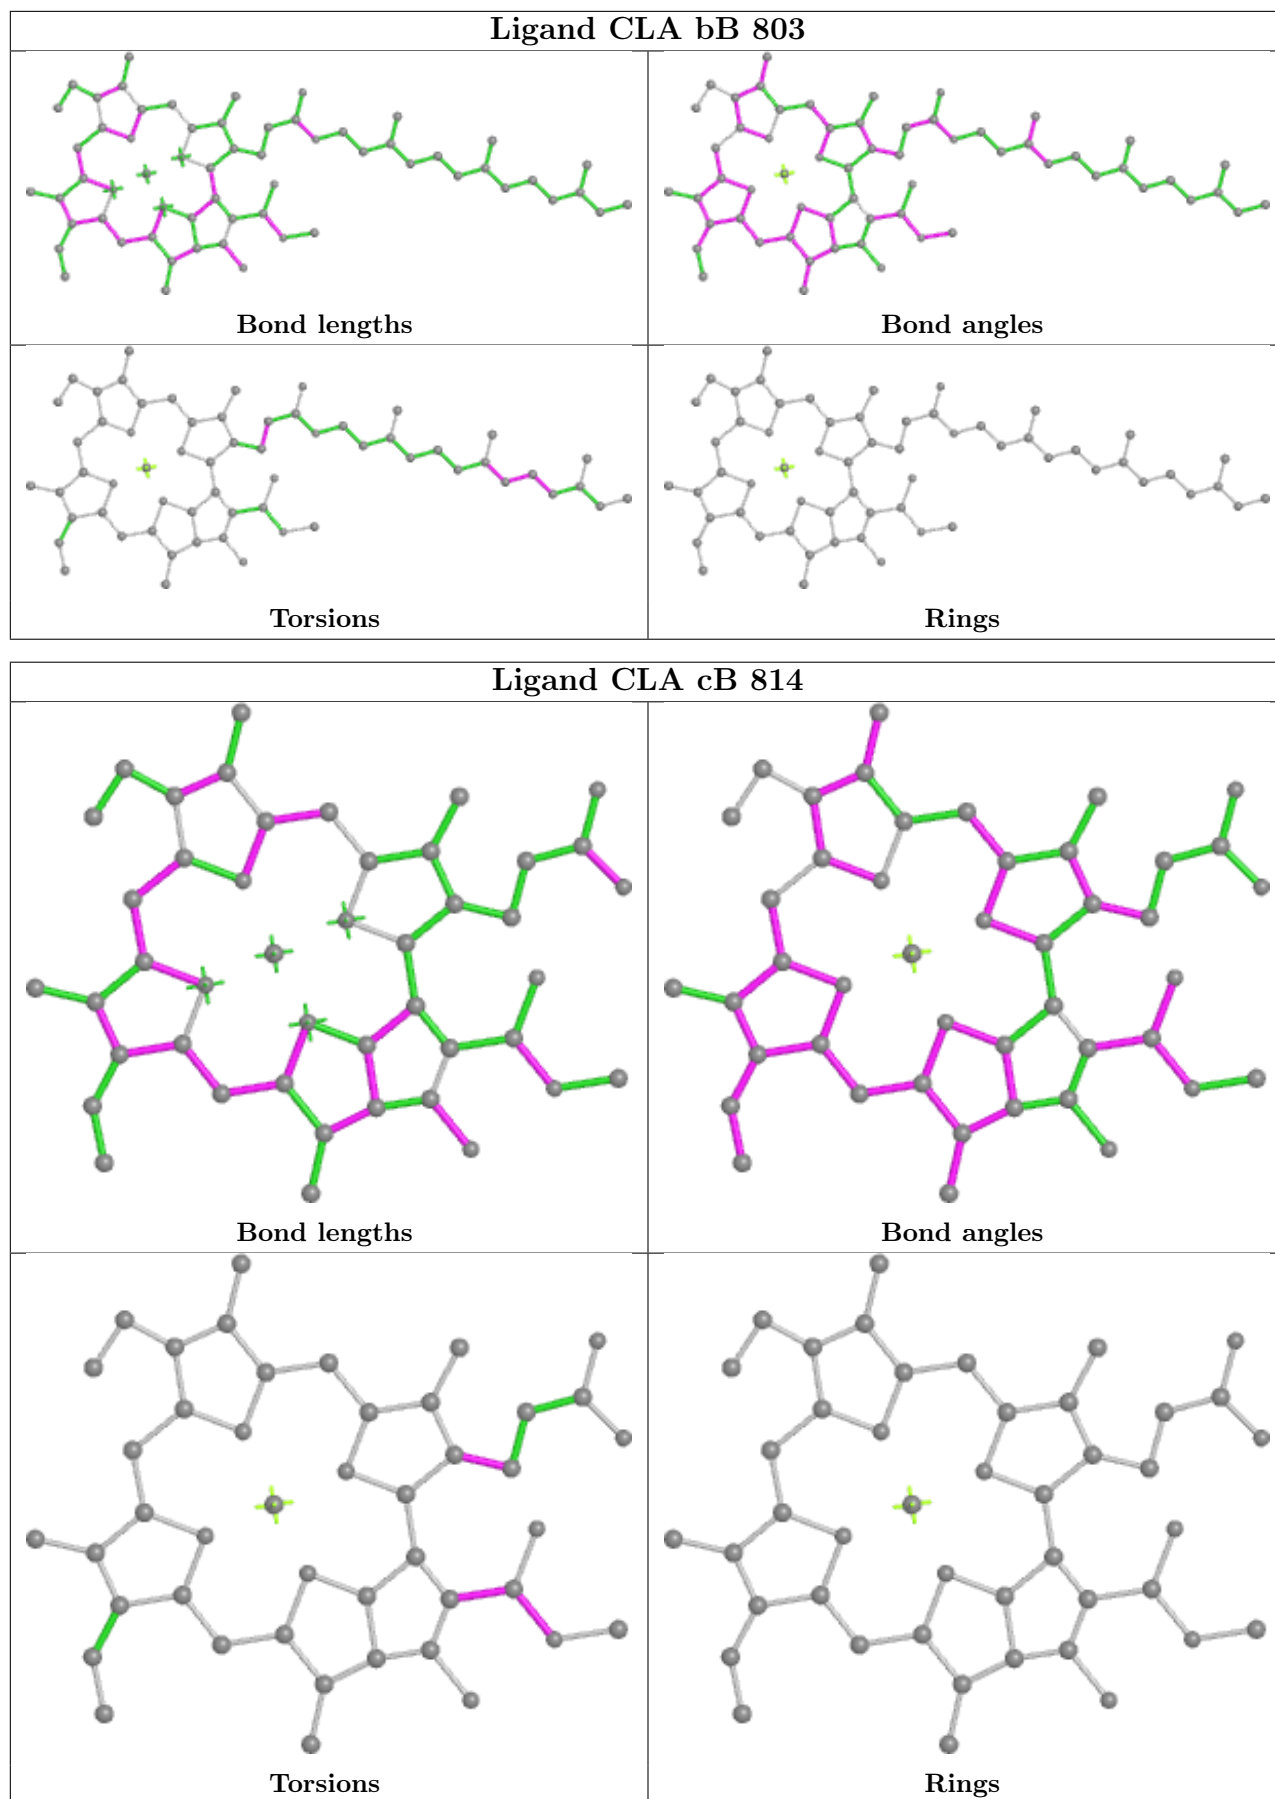 Ligand CLA bB 803
Bond lengths
Bond angles
Torsions
Rings
Ligand CLA cB 814
Bond lengths
Bond angles
Torsions
Rings